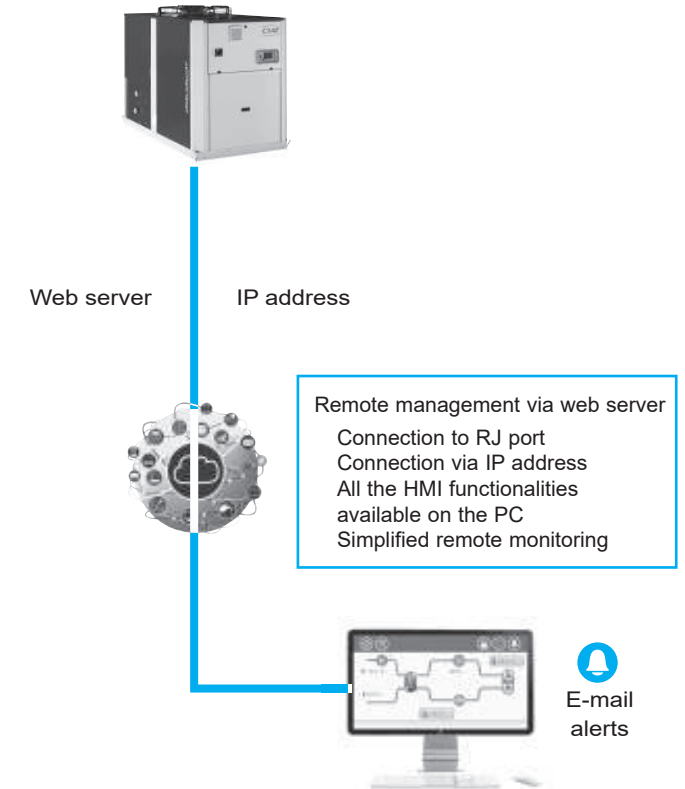 CIAT
Web server
IP address
Remote management via web server
Connection to RJ port
Connection via IP address
All the HMI functionalities
available on the PC
Simplified remote monitoring
E-mail
alerts